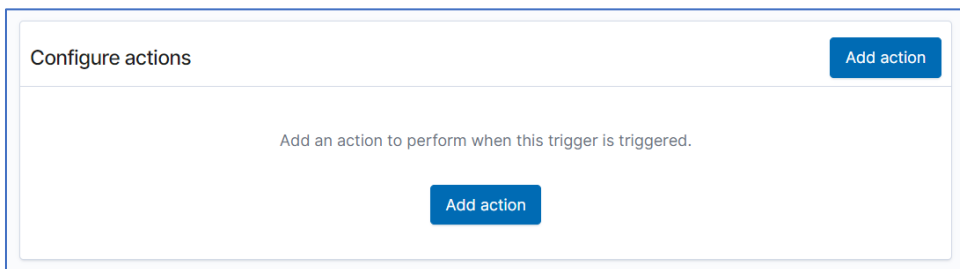 Configure actions
Add action
Add an action to perform when this trigger is triggered.
Add action